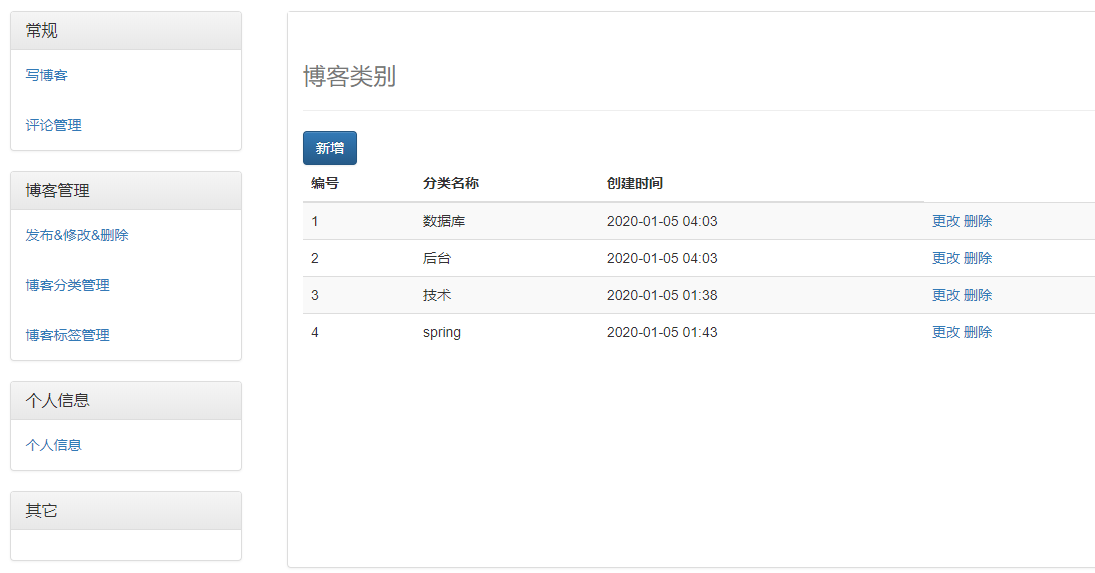 常规
写博客
评论管理
博客管理
发布&修改&删除
博客分类管理
博客标签管理
个人信息
个人信息
其它
博客类别
新增
编号 分类名称 创建时间
1 数据库 2020-01-05 04:03 更改 删除
2 后台 2020-01-05 04:03 更改 删除
3 技术 2020-01-05 01:38 更改 删除
4 spring 2020-01-05 01:43 更改 删除